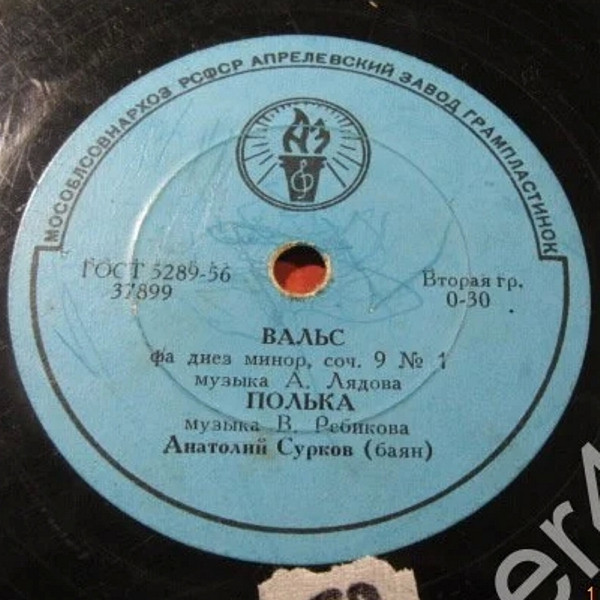 МОСОБЛСОВНАРХОЗ РСФСР АПРЕЛЕВСКИЙ ЗАВОД ГРАМПЛАСТИНОК
АЗ
ГОСТ 5289-56
37899
Вторая гр.
0-30
ВАЛЬС
фа диез минор, соч. 9 № 1
музыка А. Лядова
ПОЛЬКА
музыка В. Ребикова
Анатолий Сурков (баян)